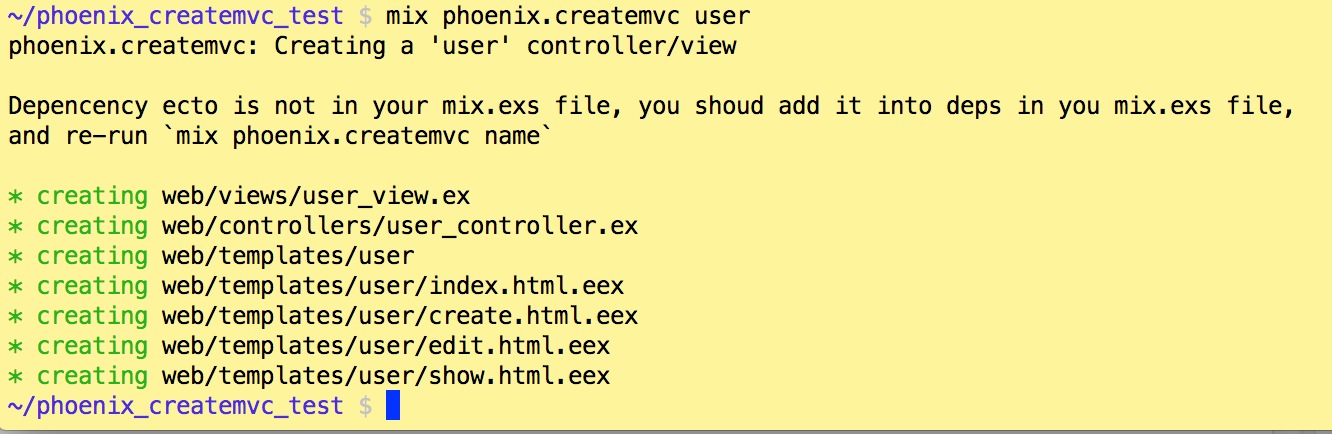 ~/phoenix_createmvc_test $ mix phoenix.createmvc user
phoenix.createmvc: Creating a 'user' controller/view
Depencency ecto is not in your mix.exs file, you shoud add it into deps in you mix.exs file,
and re-run `mix phoenix.createmvc name`
* creating web/views/user_view.ex
* creating web/controllers/user_controller.ex
* creating web/templates/user
* creating web/templates/user/index.html.eex
* creating web/templates/user/create.html.eex
* creating web/templates/user/edit.html.eex
* creating web/templates/user/show.html.eex
~/phoenix_createmvc_test $